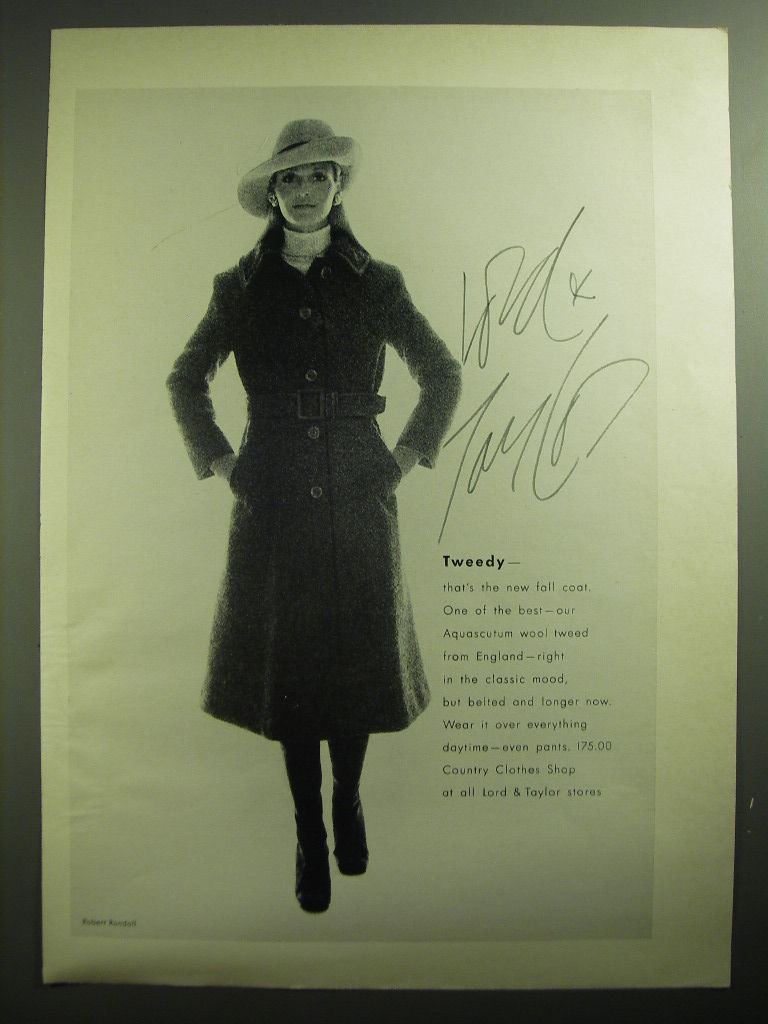 Lord &
Taylor
Tweedy—
that's the new fall coat.
One of the best—our
Aquascutum wool tweed
from England—right
in the classic mood,
but belted and longer now.
Wear it over everything
daytime—even pants. 175.00
Country Clothes Shop
at all Lord & Taylor stores
Robert Randall